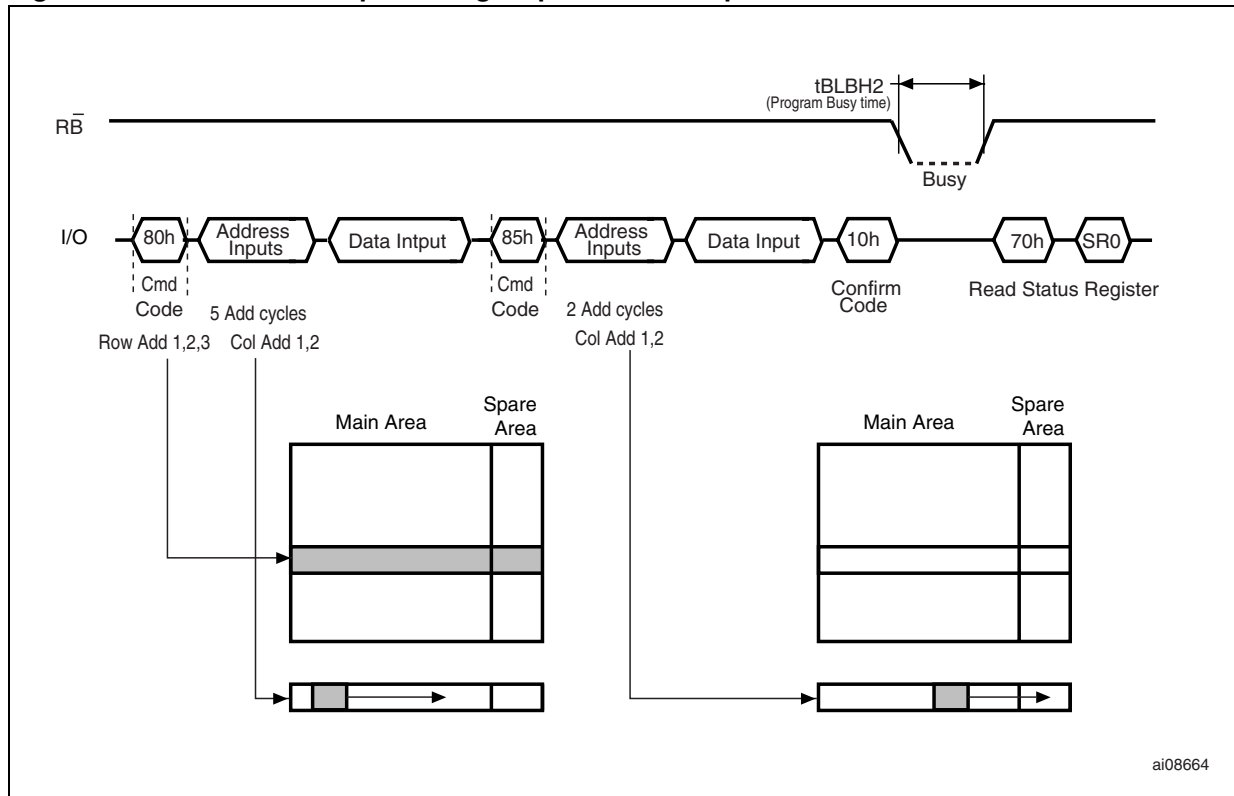 tBLBH2
(Program Busy time)
RB̅
Busy
I/O
80h
Address Inputs
Data Intput
85h
Address Inputs
Data Input
10h
70h
SR0
Cmd Code
Cmd Code
Confirm Code
Read Status Register
5 Add cycles
2 Add cycles
Row Add 1,2,3
Col Add 1,2
Col Add 1,2
Main Area
Spare Area
Main Area
Spare Area
ai08664